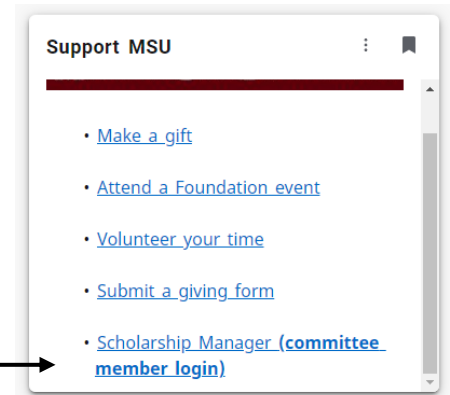 Support MSU
• Make a gift
• Attend a Foundation event
• Volunteer your time
• Submit a giving form
• Scholarship Manager (committee
member login)